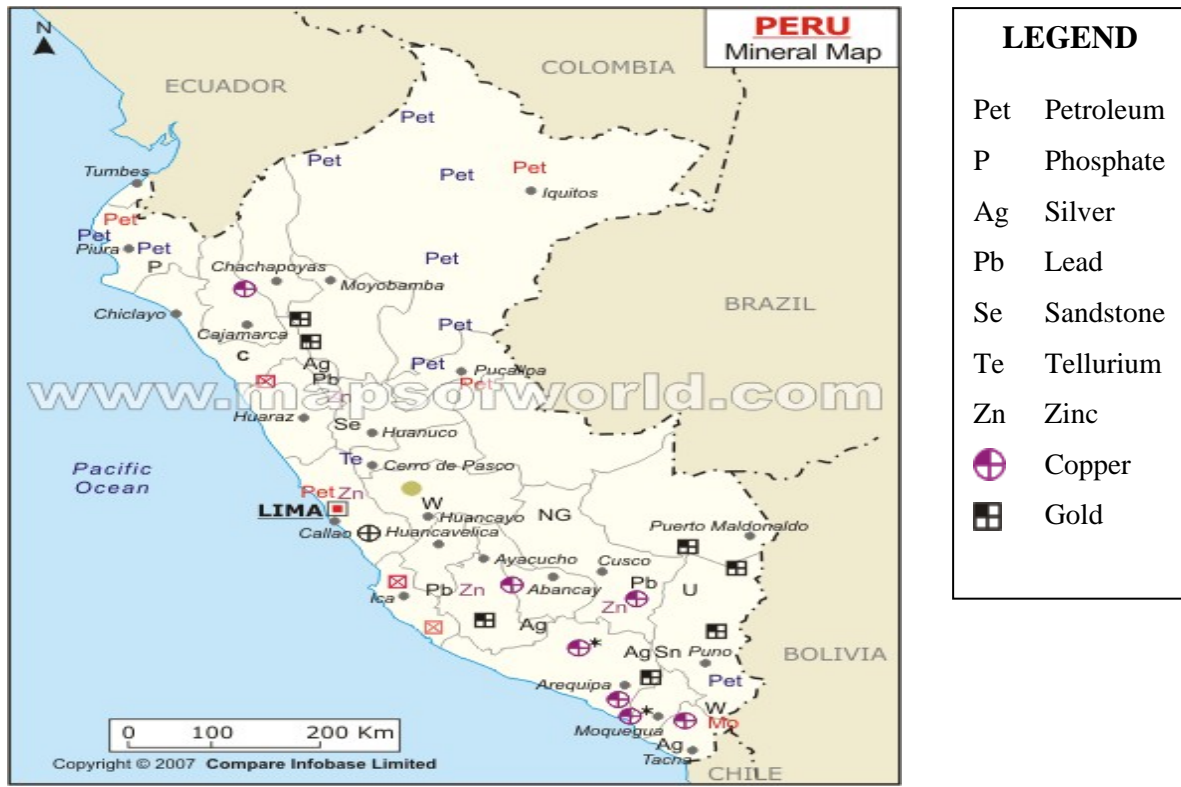 N
PERU
Mineral Map
COLOMBIA
ECUADOR
Pet
Pet
Pet
Pet
Iquitos
Tumbes
Pet
Pet
Piura
Pet
P
Pet
Chachapoyas
Moyobamba
BRAZIL
Chiclayo
Cajamarca
Pet
C
Ag
Pet
Pucallpa
Pb
Pet
www.mapsofworld.com
Zn
Huaraz
Se
Huanuco
Te
Cerro de Pasco
Pacific
Ocean
Pet
Zn
W
LIMA
NG
Huancayo
Puerto Maldonaldo
Callao
Huancavelica
Ayacucho
Cusco
Abancay
Pb
U
Pb
Zn
Ica
Zn
Ag
Ag
Sn
Puno
BOLIVIA
Arequipa
Pet
W
Mo
*
*
Moquegua
Ag
Tacha
0 100 200 Km
Copyright © 2007 Compare Infobase Limited
CHILE
LEGEND
Pet Petroleum
P Phosphate
Ag Silver
Pb Lead
Se Sandstone
Te Tellurium
Zn Zinc
Copper
Gold